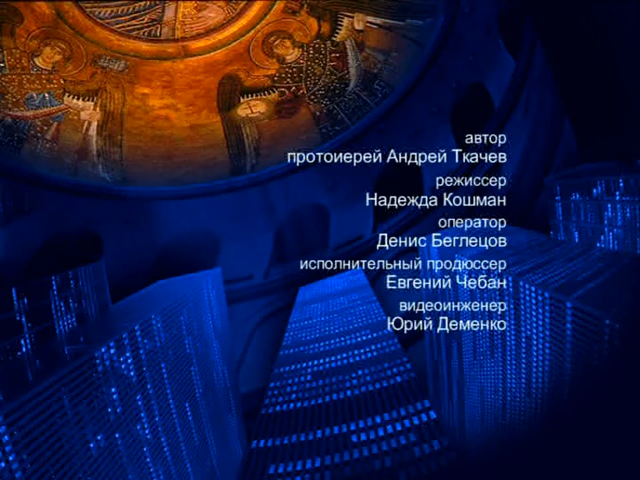 автор
протоиерей Андрей Ткачев
режиссер
Надежда Кошман
оператор
Денис Беглецов
исполнительный продюссер
Евгений Чебан
видеоинженер
Юрий Деменко